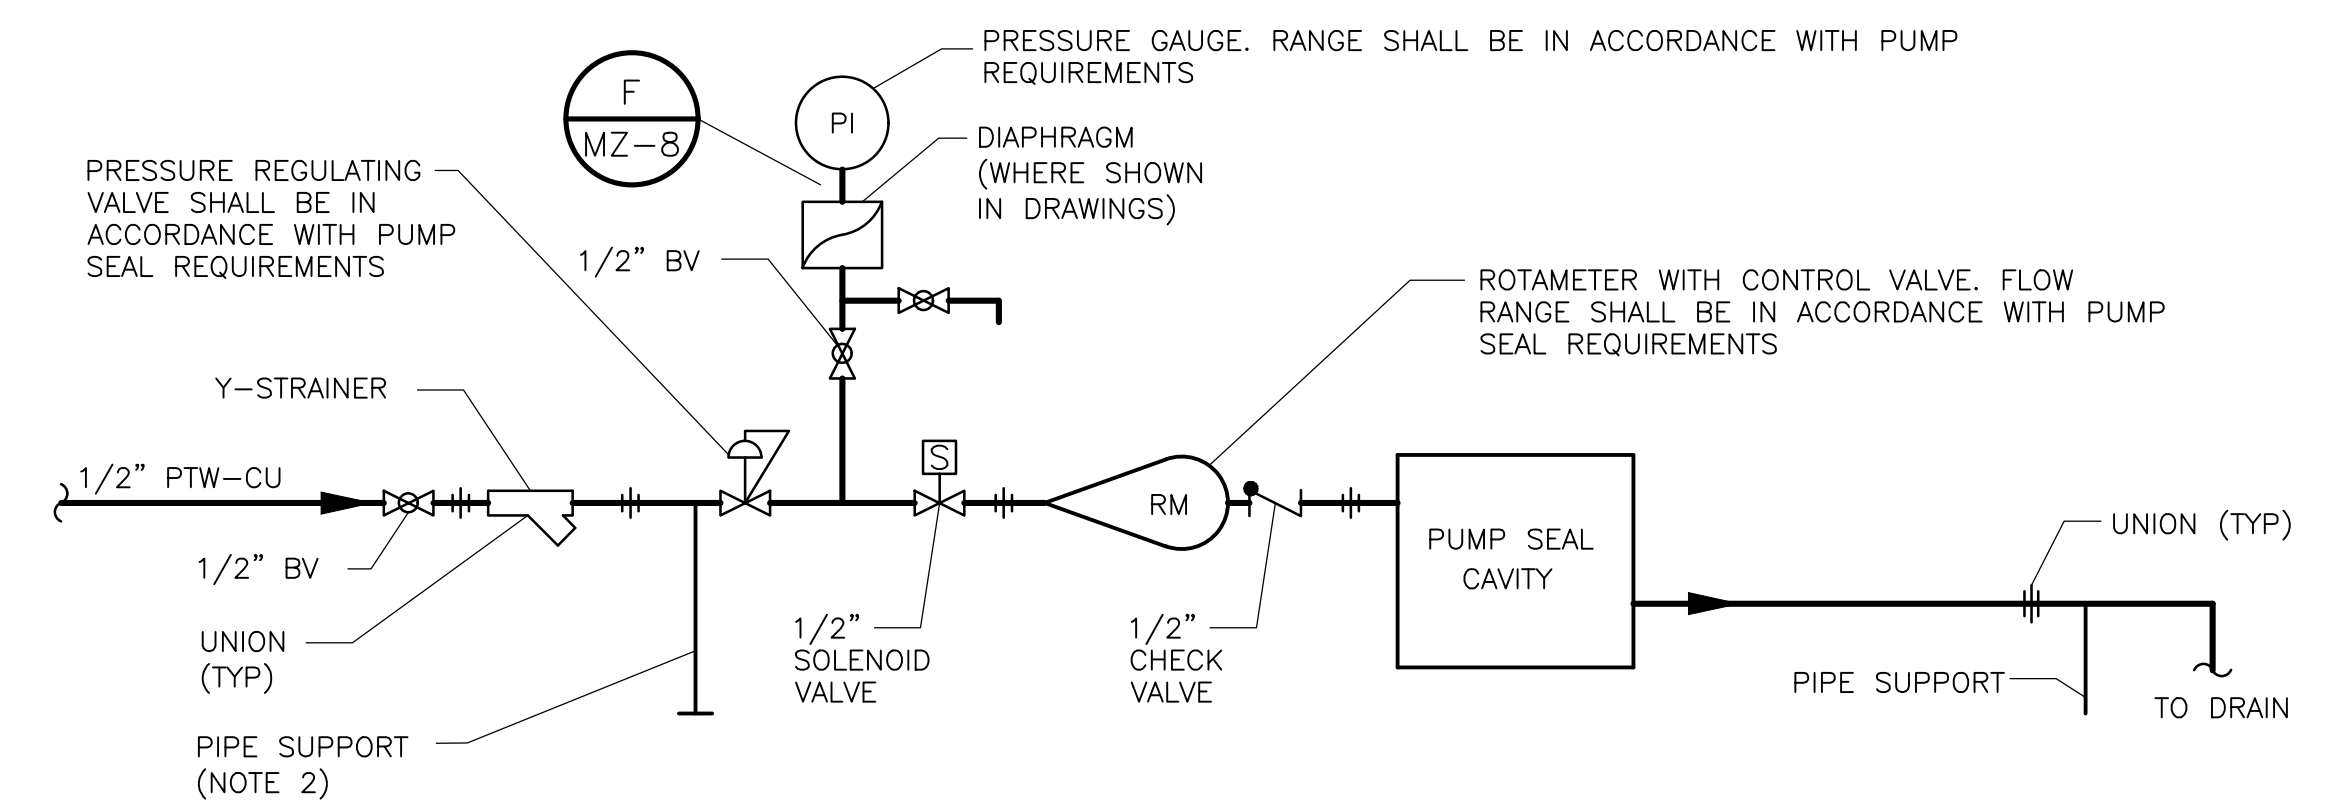 PRESSURE GAUGE. RANGE SHALL BE IN ACCORDANCE WITH PUMP
REQUIREMENTS
F
MZ-8
PI
DIAPHRAGM
(WHERE SHOWN
IN DRAWINGS)
PRESSURE REGULATING
VALVE SHALL BE IN
ACCORDANCE WITH PUMP
SEAL REQUIREMENTS
1/2" BV
ROTAMETER WITH CONTROL VALVE. FLOW
RANGE SHALL BE IN ACCORDANCE WITH PUMP
SEAL REQUIREMENTS
Y-STRAINER
1/2" PTW-CU
S
RM
PUMP SEAL
CAVITY
UNION (TYP)
1/2" BV
UNION
(TYP)
1/2"
SOLENOID
VALVE
1/2"
CHECK
VALVE
PIPE SUPPORT
TO DRAIN
PIPE SUPPORT
(NOTE 2)